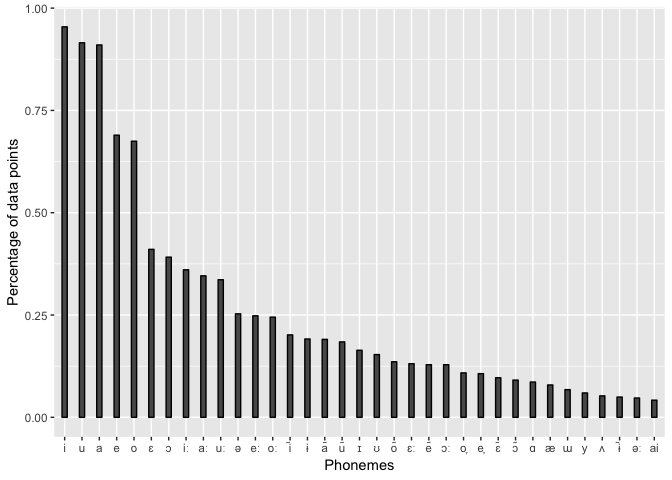 1.00
0.75
0.50
0.25
0.00
Percentage of data points
i u a e o ɛ ɔ iː aː uː ə eː oː ĩ ɨ ã ũ ɪ ʊ õ ɛː ẽ ɔː o̞ e̞ ɛ̃ ɔ̃ ɑ æ ɯ y ʌ ɨ̃ əː ai
Phonemes